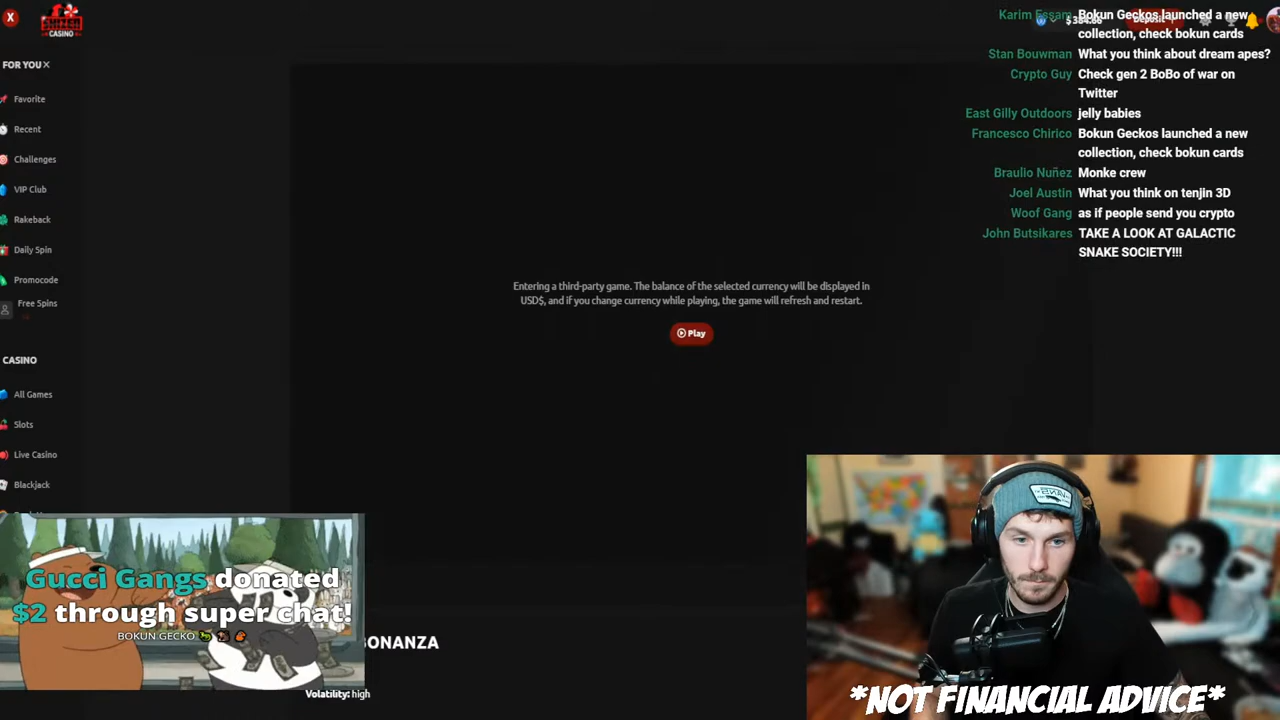 X
SHIZEN
CASINO
$384.66
Deposit
FOR YOU ×
Favorite
Recent
Challenges
VIP Club
Rakeback
Daily Spin
Promocode
Free Spins
CASINO
All Games
Slots
Live Casino
Blackjack
Entering a third-party game. The balance of the selected currency will be displayed in
USD$, and if you change currency while playing, the game will refresh and restart.
Play
Karim Essam Bokun Geckos launched a new
collection, check bokun cards
Stan Bouwman What you think about dream apes?
Crypto Guy Check gen 2 BoBo of war on
Twitter
East Gilly Outdoors jelly babies
Francesco Chirico Bokun Geckos launched a new
collection, check bokun cards
Braulio Nuñez Monke crew
Joel Austin What you think on tenjin 3D
Woof Gang as if people send you crypto
John Butsikares TAKE A LOOK AT GALACTIC
SNAKE SOCIETY!!!
Gucci Gangs donated
$2 through super chat!
BOKUN GECKO
BONANZA
Volatility: high
*NOT FINANCIAL ADVICE*